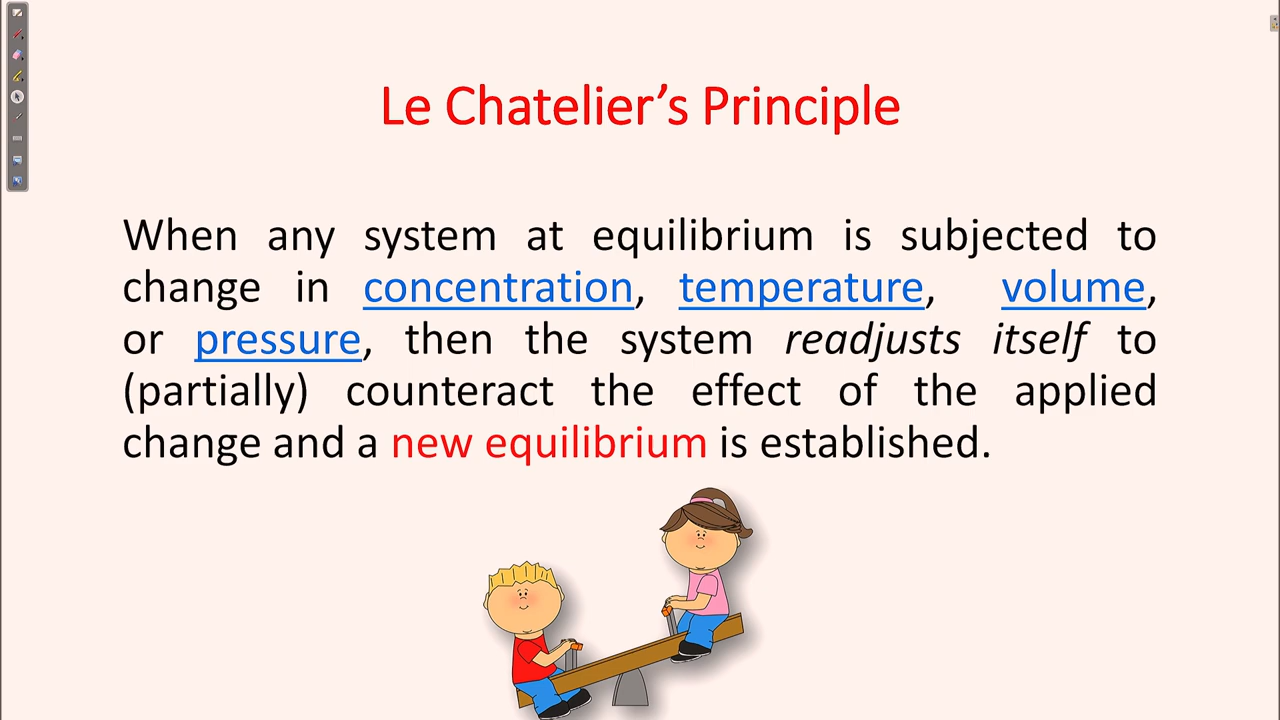 Le Chatelier’s Principle
When any system at equilibrium is subjected to
change in concentration, temperature, volume,
or pressure, then the system readjusts itself to
(partially) counteract the effect of the applied
change and a new equilibrium is established.